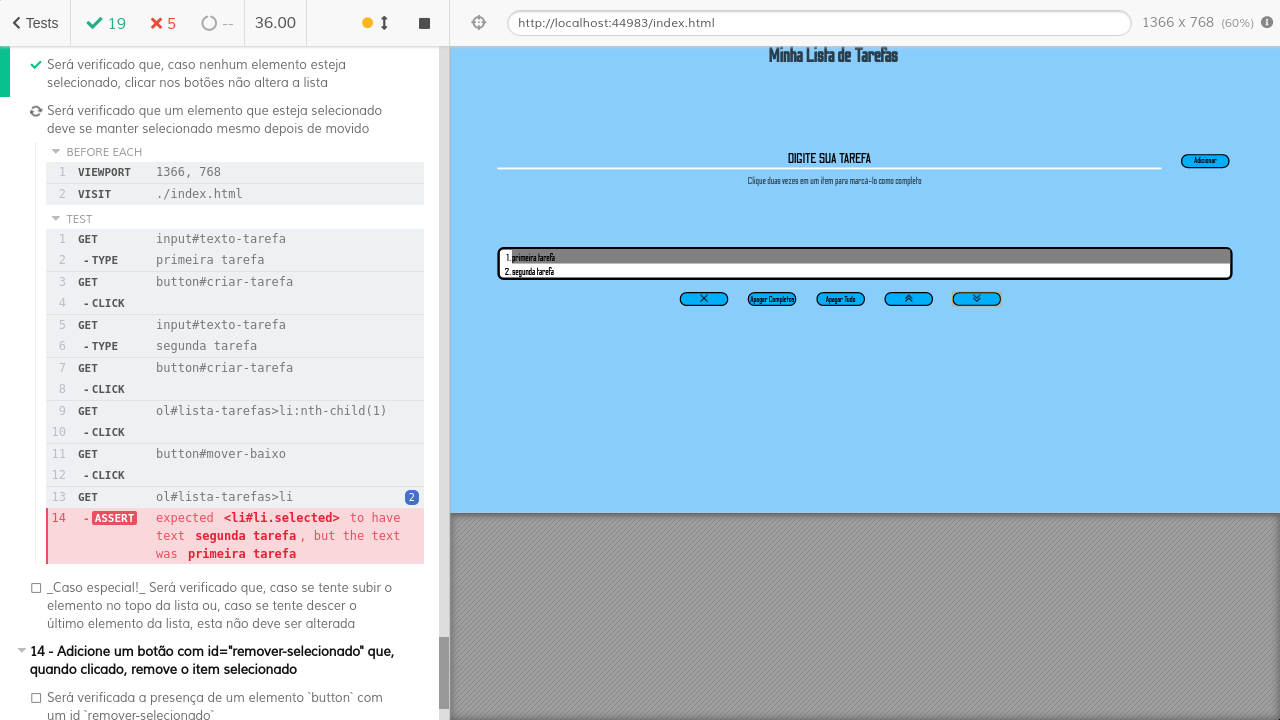 Tests
19
5
--
36.00
http://localhost:44983/index.html
1366 x 768 (60%)
Será verificado que, caso nenhum elemento esteja
selecionado, clicar nos botões não altera a lista
Será verificado que um elemento que esteja selecionado
deve se manter selecionado mesmo depois de movido
BEFORE EACH
1 VIEWPORT 1366, 768
2 VISIT ./index.html
TEST
1 GET input#texto-tarefa
2 -TYPE primeira tarefa
3 GET button#criar-tarefa
4 -CLICK
5 GET input#texto-tarefa
6 -TYPE segunda tarefa
7 GET button#criar-tarefa
8 -CLICK
9 GET ol#lista-tarefas>li:nth-child(1)
10 -CLICK
11 GET button#mover-baixo
12 -CLICK
13 GET ol#lista-tarefas>li 2
14 -ASSERT expected <li#li.selected> to have
text segunda tarefa, but the text
was primeira tarefa
_Caso especial!_ Será verificado que, caso se tente subir o
elemento no topo da lista ou, caso se tente descer o
último elemento da lista, esta não deve ser alterada
14 - Adicione um botão com id="remover-selecionado" que,
quando clicado, remove o item selecionado
Será verificada a presença de um elemento `button` com
um id `remover-selecionado`
Minha Lista de Tarefas
DIGITE SUA TAREFA
Adicionar
Clique duas vezes em um item para marcá-lo como completo
1. primeira tarefa
2. segunda tarefa
Apagar Completos
Apagar Tudo